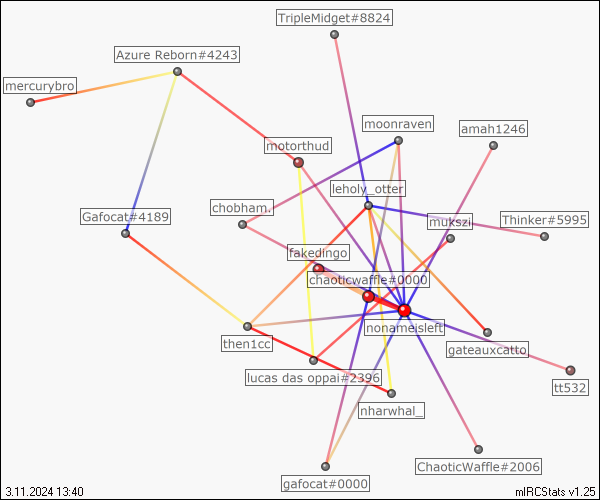 TripleMidget#8824
Azure Reborn#4243
mercurybro
moonraven
amah1246
motorthud
leholy_otter
chobham.
Gafocat#4189
mukszi
Thinker#5995
fakedingo
chaoticwaffle#0000
nonameisleft
then1cc
gateauxcatto
lucas das oppai#2396
tt532
nharwhal_
ChaoticWaffle#2006
gafocat#0000
3.11.2024 13:40
mIRCStats v1.25